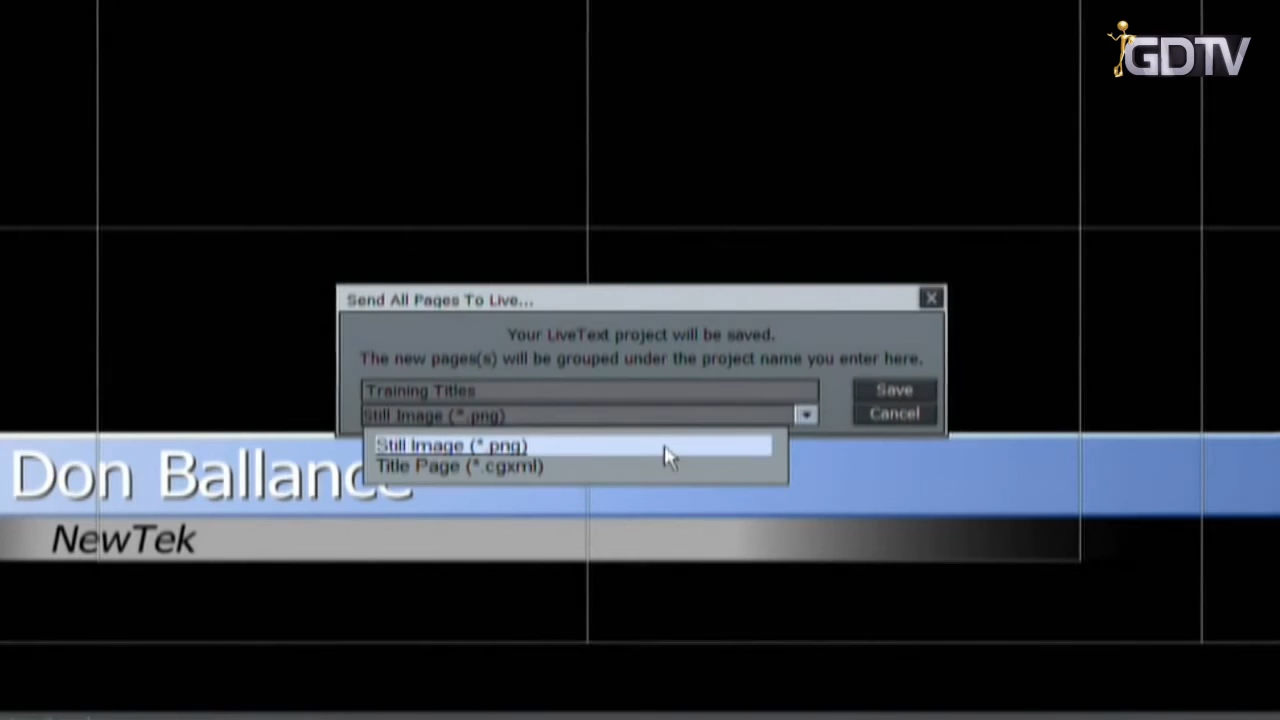 GDTV
Send All Pages To Live...
Your LiveText project will be saved.
The new pages(s) will be grouped under the project name you enter here.
Training Titles
Save
Still Image (*.png)
Cancel
Still Image (*.png)
Title Page (*.cgxml)
Don Ballance
NewTek